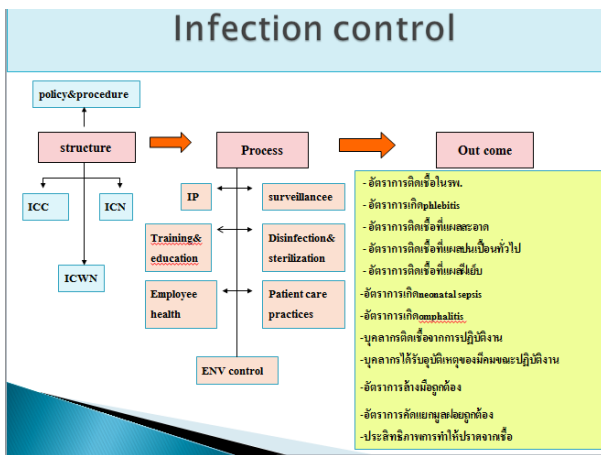 Infection control
policy&procedure
structure
Process
Out come
ICC
ICN
ICWN
IP
surveillancee
Training&
education
Disinfection&
sterilization
Employee
health
Patient care
practices
ENV control
- อัตราการติดเชื้อในรพ.
- อัตราการเกิดphlebitis
- อัตราการติดเชื้อที่แผลสะอาด
- อัตราการติดเชื้อที่แผลปนเปื้อนทั่วไป
- อัตราการติดเชื้อที่แผลฝีเย็บ
-อัตราการเกิดneonatal sepsis
-อัตราการเกิดomphalitis
-บุคลากรติดเชื้อจากการปฏิบัติงาน
-บุคลากรได้รับอุบัติเหตุของมีคมขณะปฏิบัติงาน
-อัตราการล้างมือถูกต้อง
-อัตราการคัดแยกมูลฝอยถูกต้อง
-ประสิทธิภาพการทำให้ปราศจากเชื้อ